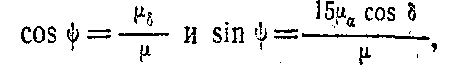 cos ψ = μ_δ / μ и sin ψ = 15μ_α cos δ / μ,